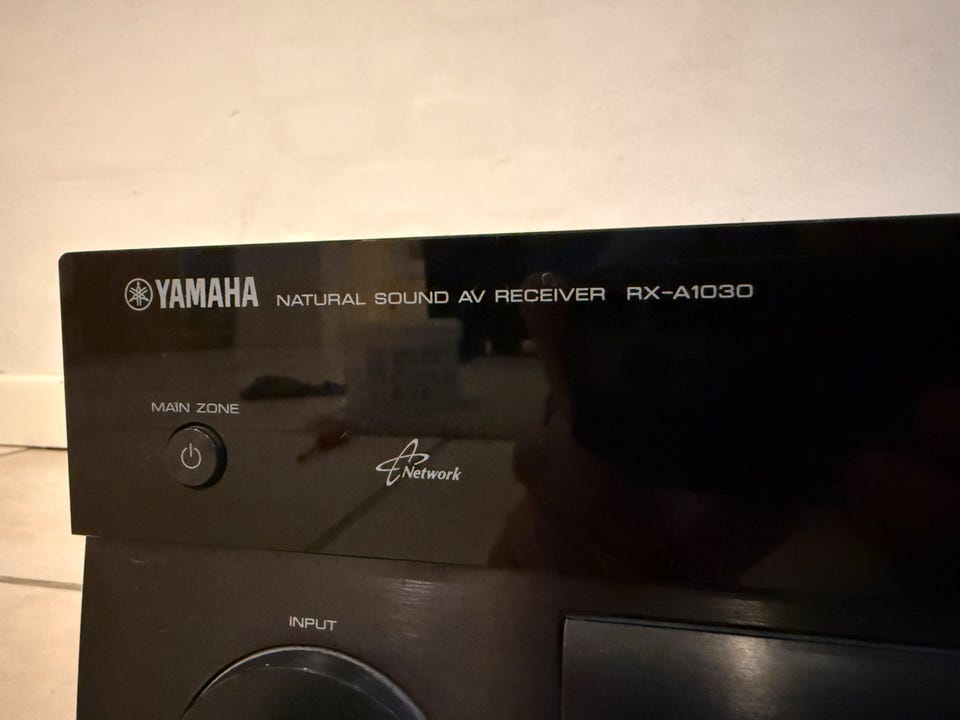 YAMAHA NATURAL SOUND AV RECEIVER RX-A1030
MAIN ZONE
Network
INPUT